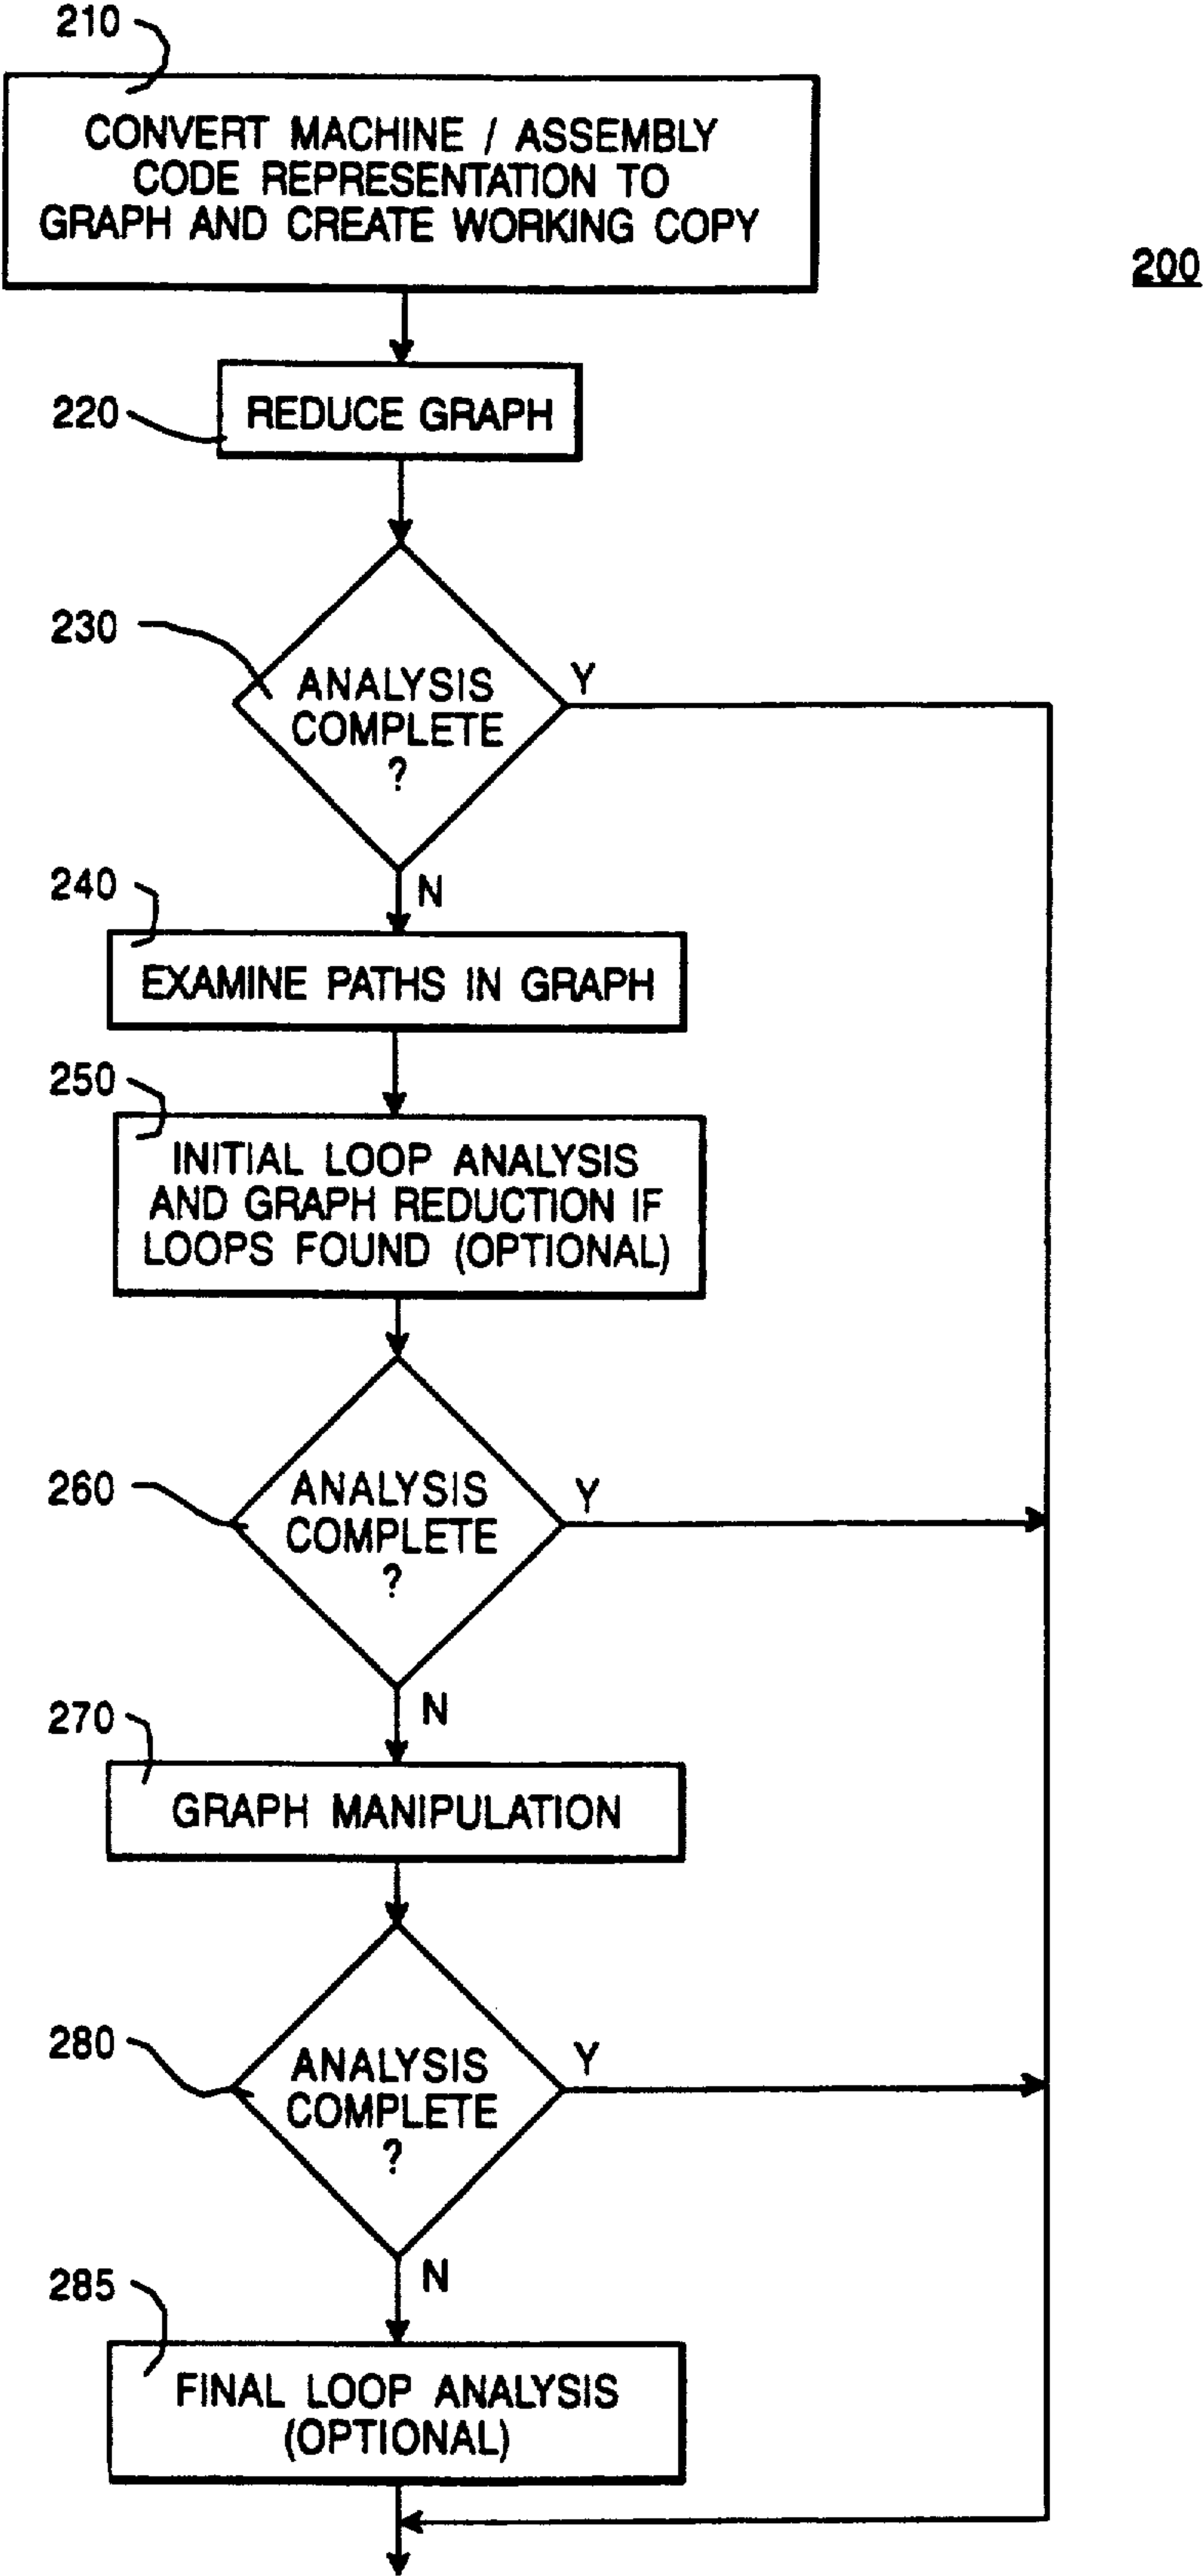 210
CONVERT MACHINE / ASSEMBLY
CODE REPRESENTATION TO
GRAPH AND CREATE WORKING COPY
200
220
REDUCE GRAPH
230
ANALYSIS
COMPLETE
?
Y
N
240
EXAMINE PATHS IN GRAPH
250
INITIAL LOOP ANALYSIS
AND GRAPH REDUCTION IF
LOOPS FOUND (OPTIONAL)
260
ANALYSIS
COMPLETE
?
Y
N
270
GRAPH MANIPULATION
280
ANALYSIS
COMPLETE
?
Y
N
285
FINAL LOOP ANALYSIS
(OPTIONAL)